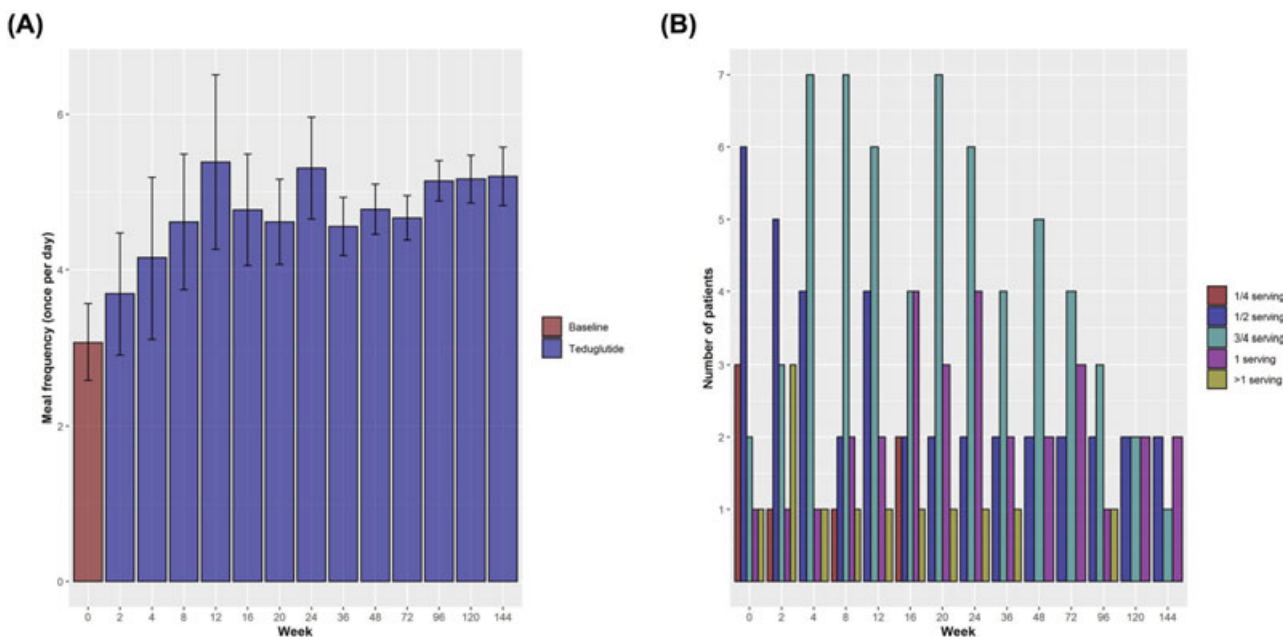 (A)
(B)
Meal frequency (once per day)
6
4
2
0
0 2 4 8 12 16 20 24 36 48 72 96 120 144
Week
Baseline
Teduglutide
Number of patients
7
6
5
4
3
2
1
0 2 4 8 12 16 20 24 36 48 72 96 120 144
Week
1/4 serving
1/2 serving
3/4 serving
1 serving
>1 serving